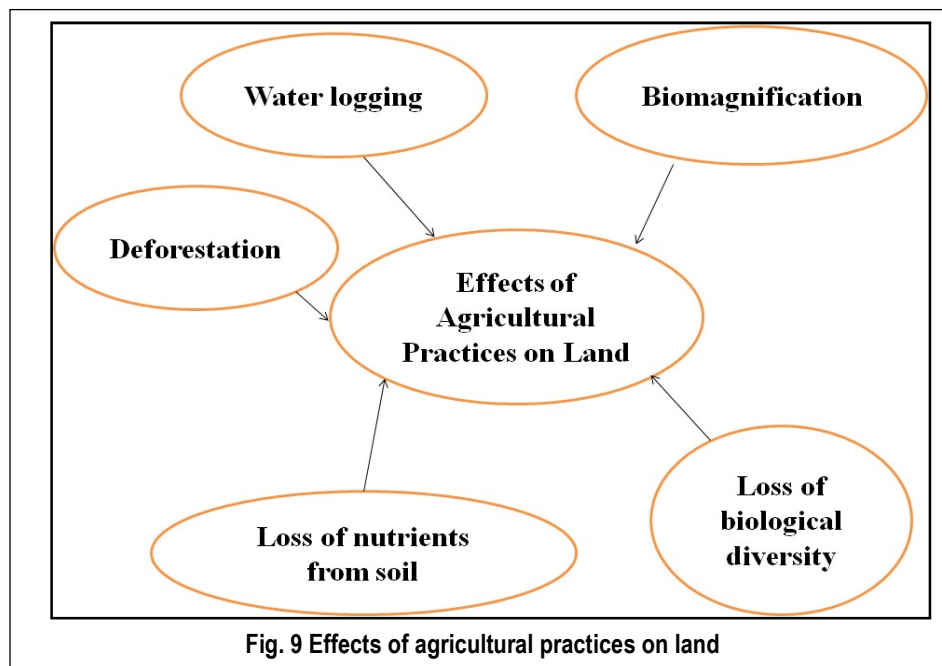 Water logging
Biomagnification
Deforestation
Effects of
Agricultural
Practices on Land
Loss of nutrients
from soil
Loss of
biological
diversity
Fig. 9 Effects of agricultural practices on land